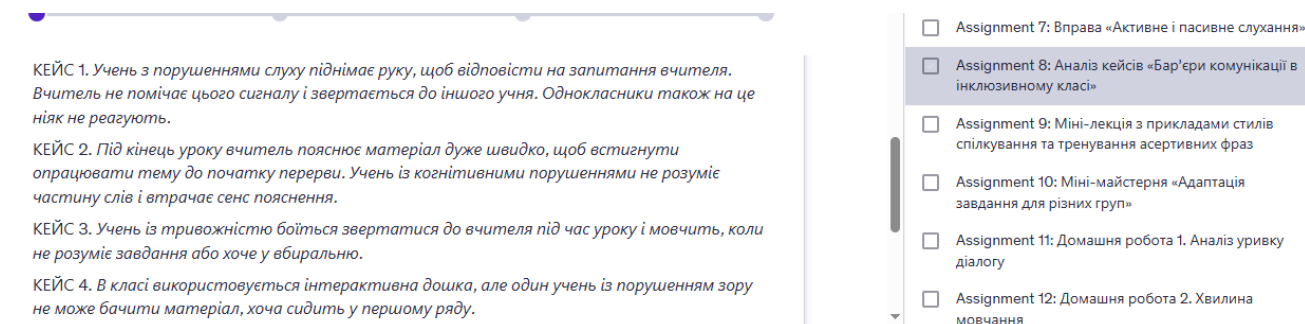 КЕЙС 1. Учень з порушеннями слуху піднімає руку, щоб відповісти на запитання вчителя.
Вчитель не помічає цього сигналу і звертається до іншого учня. Однокласники також на це
ніяк не реагують.
КЕЙС 2. Під кінець уроку вчитель пояснює матеріал дуже швидко, щоб встигнути
опрацювати тему до початку перерви. Учень із когнітивними порушеннями не розуміє
частину слів і втрачає сенс пояснення.
КЕЙС 3. Учень із тривожністю боїться звертатися до вчителя під час уроку і мовчить, коли
не розуміє завдання або хоче у вбиральню.
КЕЙС 4. В класі використовується інтерактивна дошка, але один учень із порушенням зору
не може бачити матеріал, хоча сидить у першому ряду.
Assignment 7: Вправа «Активне і пасивне слухання»
Assignment 8: Аналіз кейсів «Бар’єри комунікації в
інклюзивному класі»
Assignment 9: Міні-лекція з прикладами стилів
спілкування та тренування асертивних фраз
Assignment 10: Міні-майстерня «Адаптація
завдання для різних груп»
Assignment 11: Домашня робота 1. Аналіз уривку
діалогу
Assignment 12: Домашня робота 2. Хвилина
мовчання